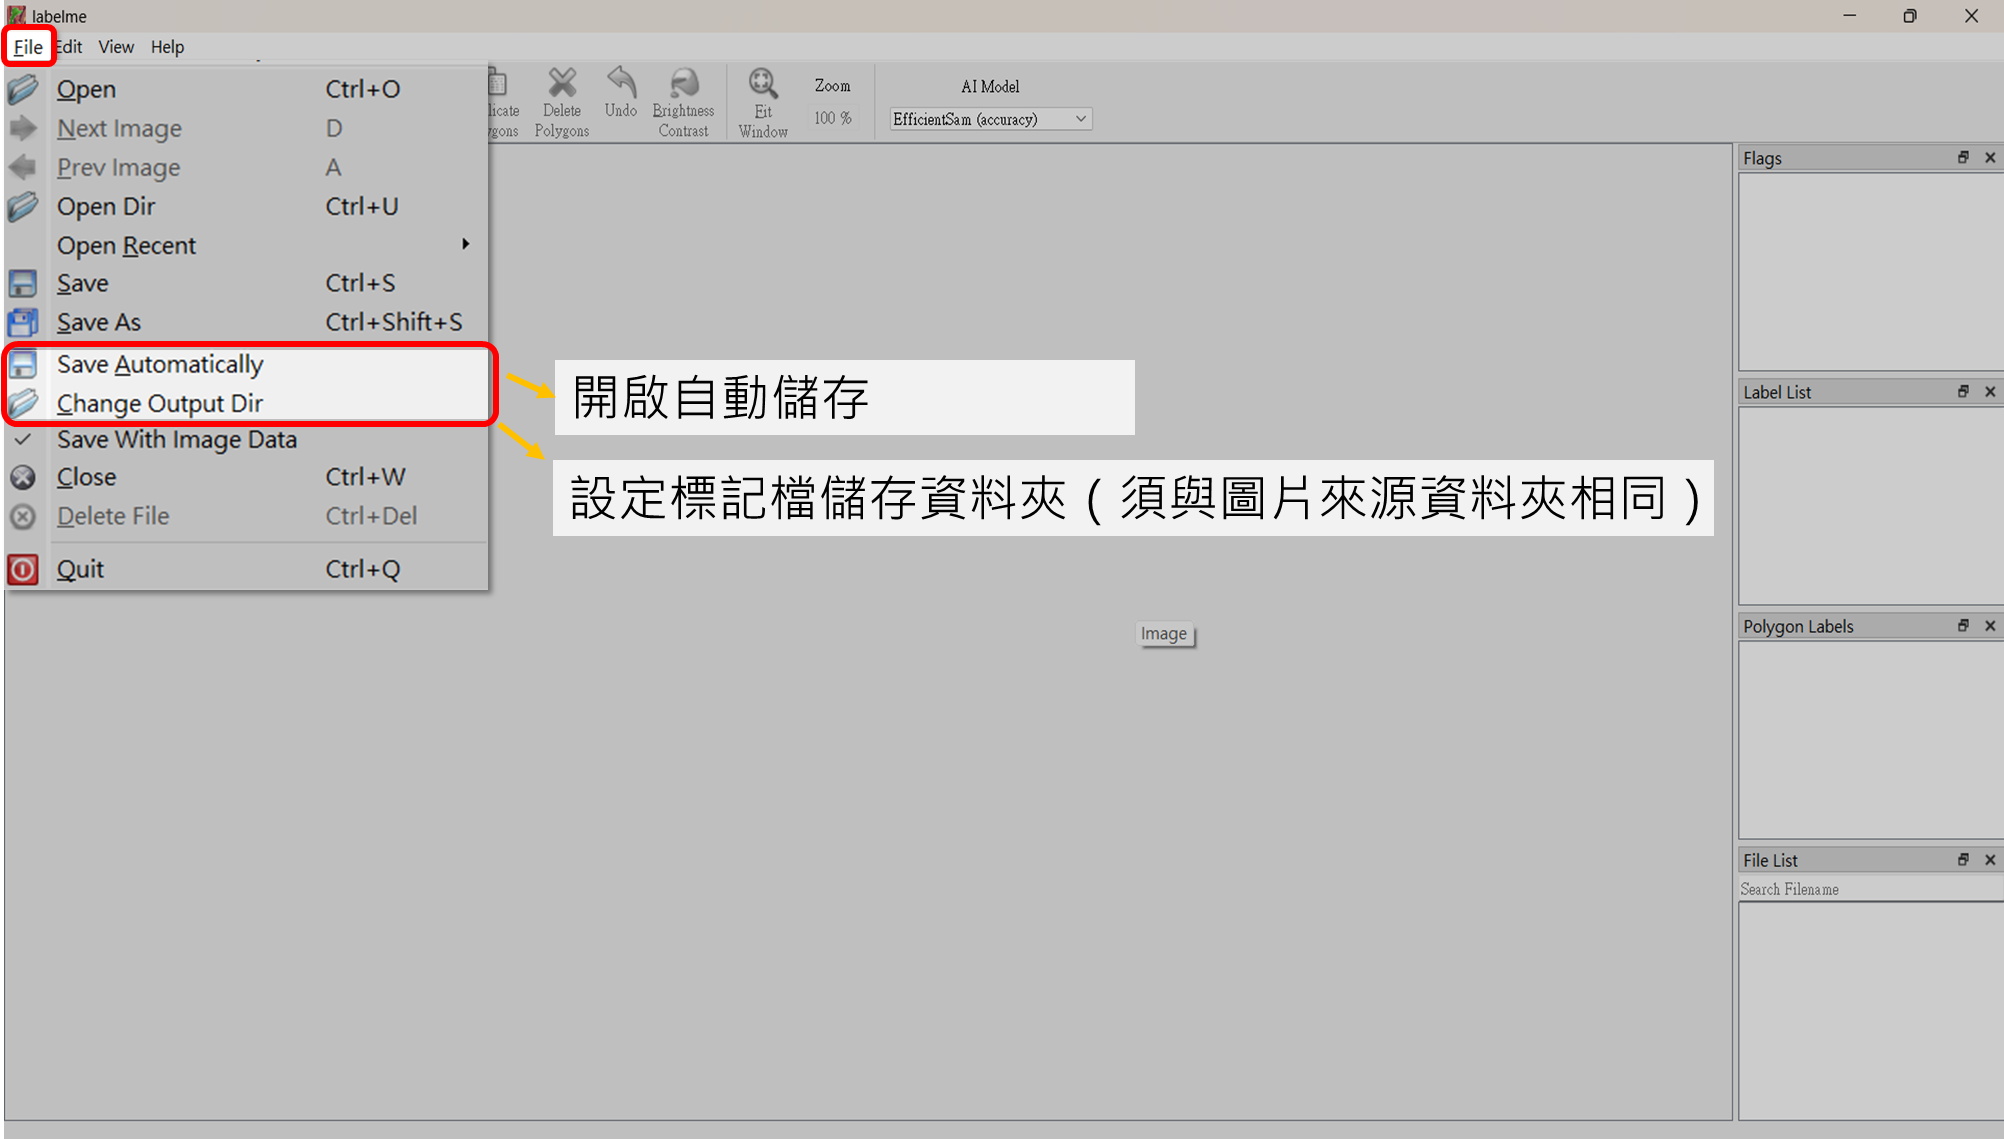 labelme
File Edit View Help
Open Ctrl+O
Next Image D
Prev Image A
Open Dir Ctrl+U
Open Recent
Save Ctrl+S
Save As Ctrl+Shift+S
Save Automatically
Change Output Dir
Save With Image Data
Close Ctrl+W
Delete File Ctrl+Del
Quit Ctrl+Q
Delete
Polygons
Undo
Brightness
Contrast
Fit
Window
Zoom
100 %
AI Model
EfficientSam (accuracy)
開啟自動儲存
設定標記檔儲存資料夾（須與圖片來源資料夾相同）
Image
Flags
Label List
Polygon Labels
File List
Search Filename